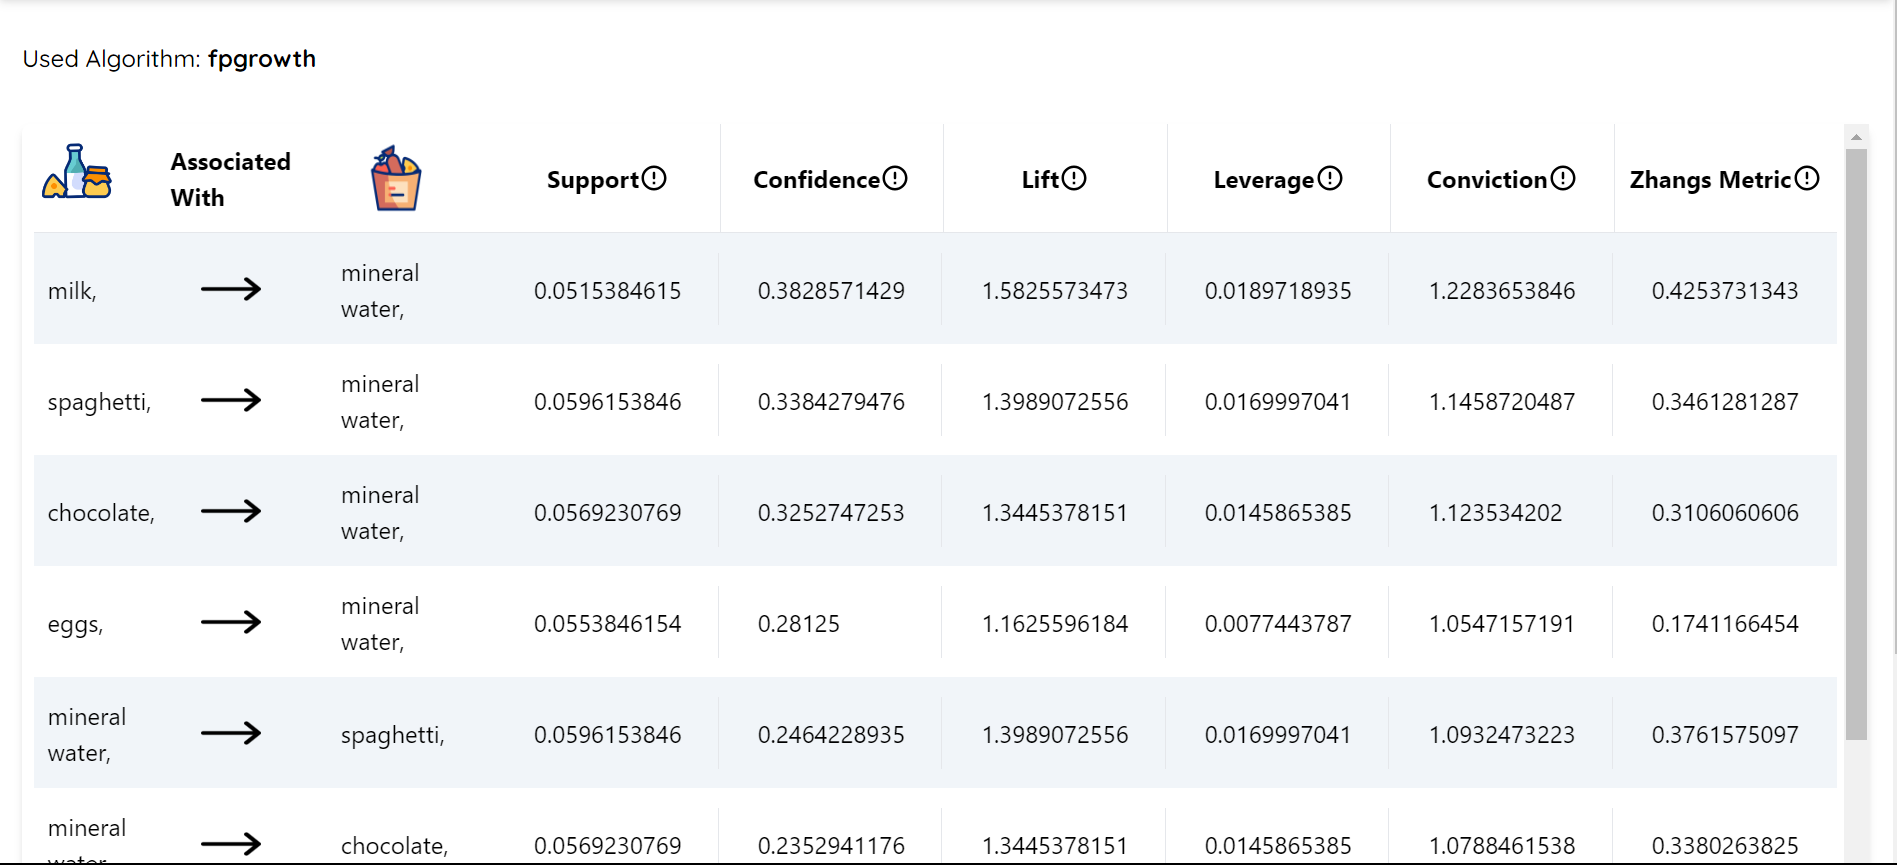 Used Algorithm: fpgrowth
Associated With Support Confidence Lift Leverage Conviction Zhangs Metric
milk, mineral water, 0.0515384615 0.3828571429 1.5825573473 0.0189718935 1.2283653846 0.4253731343
spaghetti, mineral water, 0.0596153846 0.3384279476 1.3989072556 0.0169997041 1.1458720487 0.3461281287
chocolate, mineral water, 0.0569230769 0.3252747253 1.3445378151 0.0145865385 1.123534202 0.3106060606
eggs, mineral water, 0.0553846154 0.28125 1.1625596184 0.0077443787 1.0547157191 0.1741166454
mineral water, spaghetti, 0.0596153846 0.2464228935 1.3989072556 0.0169997041 1.0932473223 0.3761575097
mineral water chocolate, 0.0569230769 0.2352941176 1.3445378151 0.0145865385 1.0788461538 0.3380263825